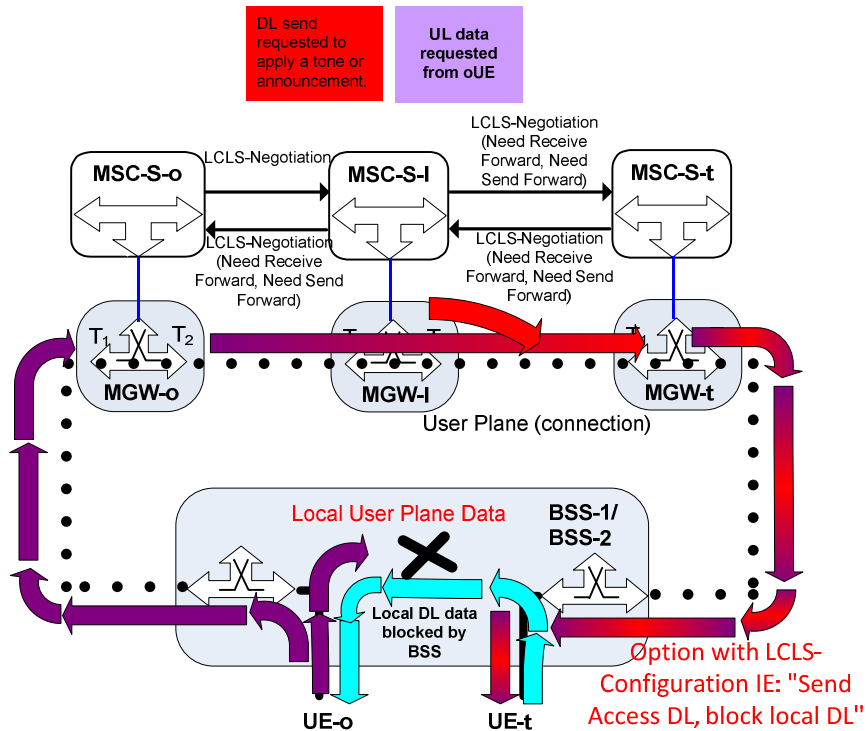 DL send
requested to
apply a tone or
announcement.
UL data
requested
from oUE
LCLS-Negotiation
(Need Receive
Forward, Need
Send Forward)
LCLS-Negotiation
MSC-S-o
MSC-S-I
MSC-S-t
LCLS-Negotiation
(Need Receive
Forward, Need Send
Forward)
LCLS-Negotiation
(Need Receive
Forward, Need Send
Forward)
T1
T2
T
T
MGW-o
MGW-I
MGW-t
User Plane (connection)
Local User Plane Data
BSS-1/
BSS-2
Local DL data
blocked by
BSS
Option with LCLS-
Configuration IE: "Send
Access DL, block local DL"
UE-o
UE-t